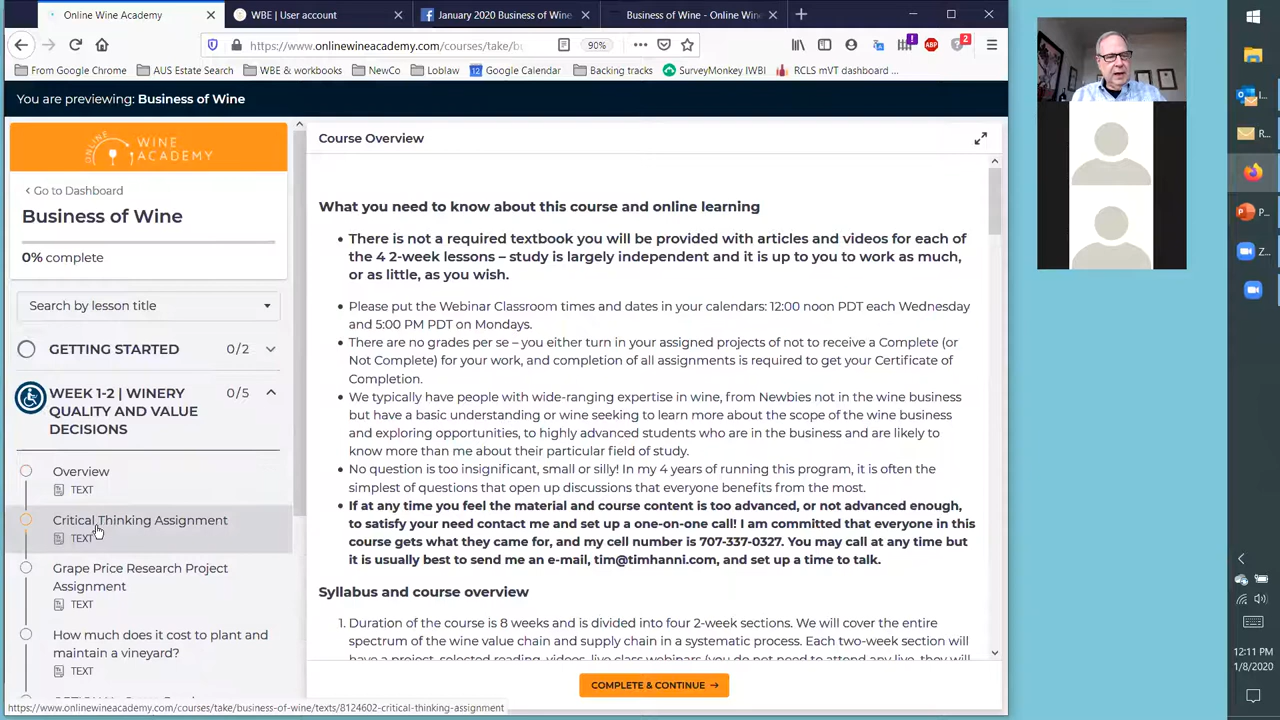 Online Wine Academy
WBE | User account
January 2020 Business of Wine
Business of Wine - Online Wine
https://www.onlinewineacademy.com/courses/take/bu
90%
2
From Google Chrome
AUS Estate Search
WBE & workbooks
NewCo
Loblaw
Google Calendar
Backing tracks
SurveyMonkey IWBI
RCLS mVT dashboard ...
You are previewing: Business of Wine
ONLINE
WINE
ACADEMY
Go to Dashboard
Business of Wine
0% complete
Search by lesson title
GETTING STARTED 0/2
WEEK 1-2 | WINERY 0/5
QUALITY AND VALUE
DECISIONS
Overview
TEXT
Critical Thinking Assignment
TEXT
Grape Price Research Project
Assignment
TEXT
How much does it cost to plant and
maintain a vineyard?
TEXT
https://www.onlinewineacademy.com/courses/take/business-of-wine/texts/8124602-critical-thinking-assignment
Course Overview
What you need to know about this course and online learning
• There is not a required textbook you will be provided with articles and videos for each of
the 4 2-week lessons – study is largely independent and it is up to you to work as much,
or as little, as you wish.
• Please put the Webinar Classroom times and dates in your calendars: 12:00 noon PDT each Wednesday
and 5:00 PM PDT on Mondays.
• There are no grades per se – you either turn in your assigned projects of not to receive a Complete (or
Not Complete) for your work, and completion of all assignments is required to get your Certificate of
Completion.
• We typically have people with wide-ranging expertise in wine, from Newbies not in the wine business
but have a basic understanding or wine seeking to learn more about the scope of the wine business
and exploring opportunities, to highly advanced students who are in the business and are likely to
know more than me about their particular field of study.
• No question is too insignificant, small or silly! In my 4 years of running this program, it is often the
simplest of questions that open up discussions that everyone benefits from the most.
• If at any time you feel the material and course content is too advanced, or not advanced enough,
to satisfy your need contact me and set up a one-on-one call! I am committed that everyone in this
course gets what they came for, and my cell number is 707-337-0327. You may call at any time but
it is usually best to send me an e-mail, tim@timhanni.com, and set up a time to talk.
Syllabus and course overview
1. Duration of the course is 8 weeks and is divided into four 2-week sections. We will cover the entire
spectrum of the wine value chain and supply chain in a systematic process. Each two-week section will
have a project, selected reading, videos, live class webinars (you do not need to attend any live, they will
COMPLETE & CONTINUE →
I...
R...
P...
Z...
12:11 PM
1/8/2020